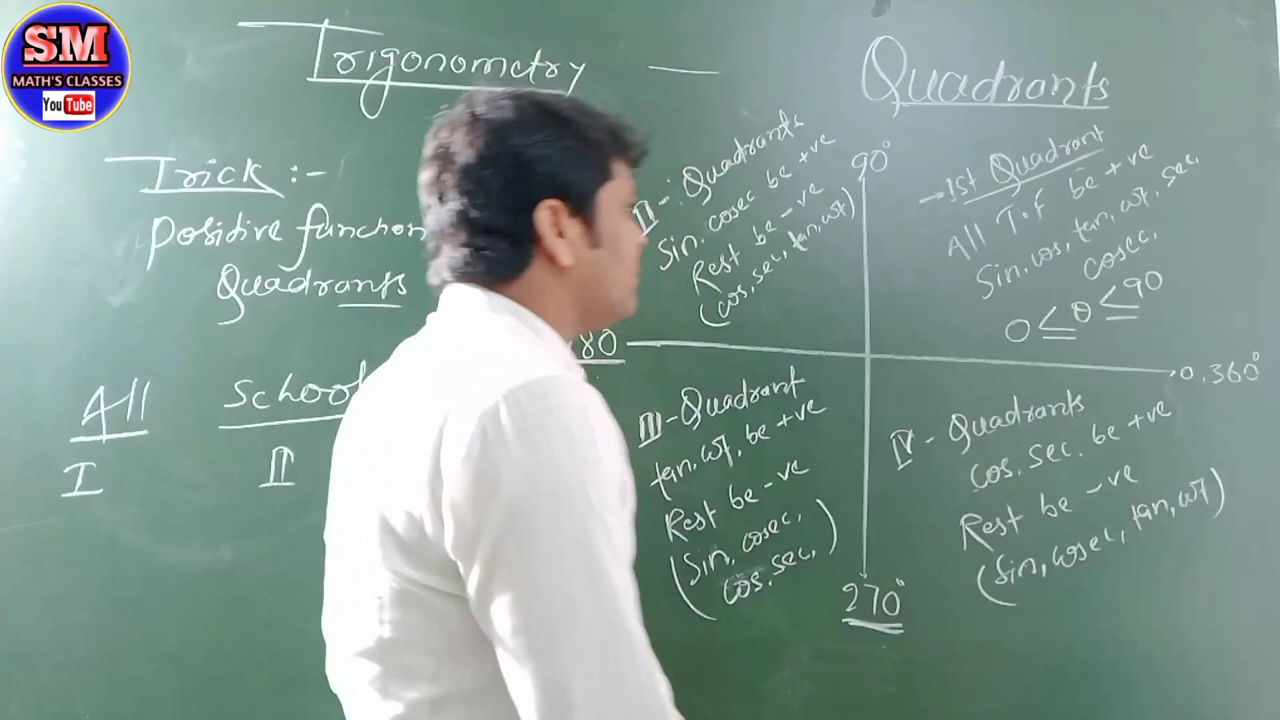 SM
MATH'S CLASSES
YouTube
Trigonometry — Quadrants
Trick :-
Positive function
Quadrants
All School
I II
II - Quadrants
Sin. cosec be +ve
Rest be -ve
(cos, sec, tan, cot)
90°
→ 1st Quadrant
All T.F be +ve
Sin, cos, tan, cot, sec,
cosec,
0 ≤ θ ≤ 90
80
0.360°
III - Quadrant
tan, cot, be +ve
Rest be -ve
(Sin, cosec,
cos, sec,)
270°
IV - Quadrants
cos. sec. be +ve
Rest be -ve
(Sin, cosec, tan, cot)